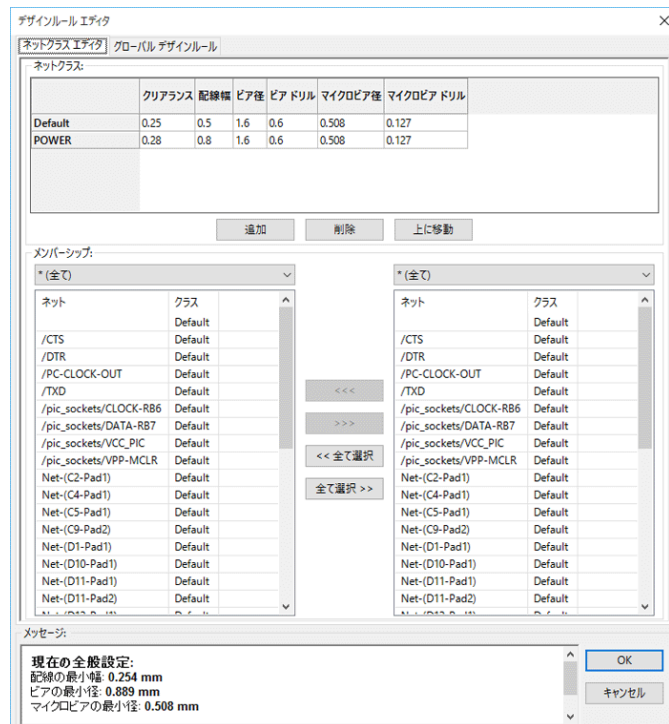 デザインルール エディタ
ネットクラス エディタ グローバル デザインルール
ネットクラス:
クリアランス 配線幅 ビア径 ビア ドリル マイクロビア径 マイクロビア ドリル
Default 0.25 0.5 1.6 0.6 0.508 0.127
POWER 0.28 0.8 1.6 0.6 0.508 0.127
追加 削除 上に移動
メンバーシップ:
* (全て) * (全て)
ネット クラス ネット クラス
Default Default
/CTS Default /CTS Default
/DTR Default /DTR Default
/PC-CLOCK-OUT Default /PC-CLOCK-OUT Default
/TXD Default <<< /TXD Default
/pic_sockets/CLOCK-RB6 Default /pic_sockets/CLOCK-RB6 Default
/pic_sockets/DATA-RB7 Default >>> /pic_sockets/DATA-RB7 Default
/pic_sockets/VCC_PIC Default /pic_sockets/VCC_PIC Default
/pic_sockets/VPP-MCLR Default << 全て選択 /pic_sockets/VPP-MCLR Default
Net-(C2-Pad1) Default Net-(C2-Pad1) Default
Net-(C4-Pad1) Default 全て選択 >> Net-(C4-Pad1) Default
Net-(C5-Pad1) Default Net-(C5-Pad1) Default
Net-(C9-Pad2) Default Net-(C9-Pad2) Default
Net-(D1-Pad1) Default Net-(D1-Pad1) Default
Net-(D10-Pad1) Default Net-(D10-Pad1) Default
Net-(D11-Pad1) Default Net-(D11-Pad1) Default
Net-(D11-Pad2) Default Net-(D11-Pad2) Default
メッセージ:
現在の全般設定:
配線の最小幅: 0.254 mm
ビアの最小径: 0.889 mm
マイクロビアの最小径: 0.508 mm
OK
キャンセル